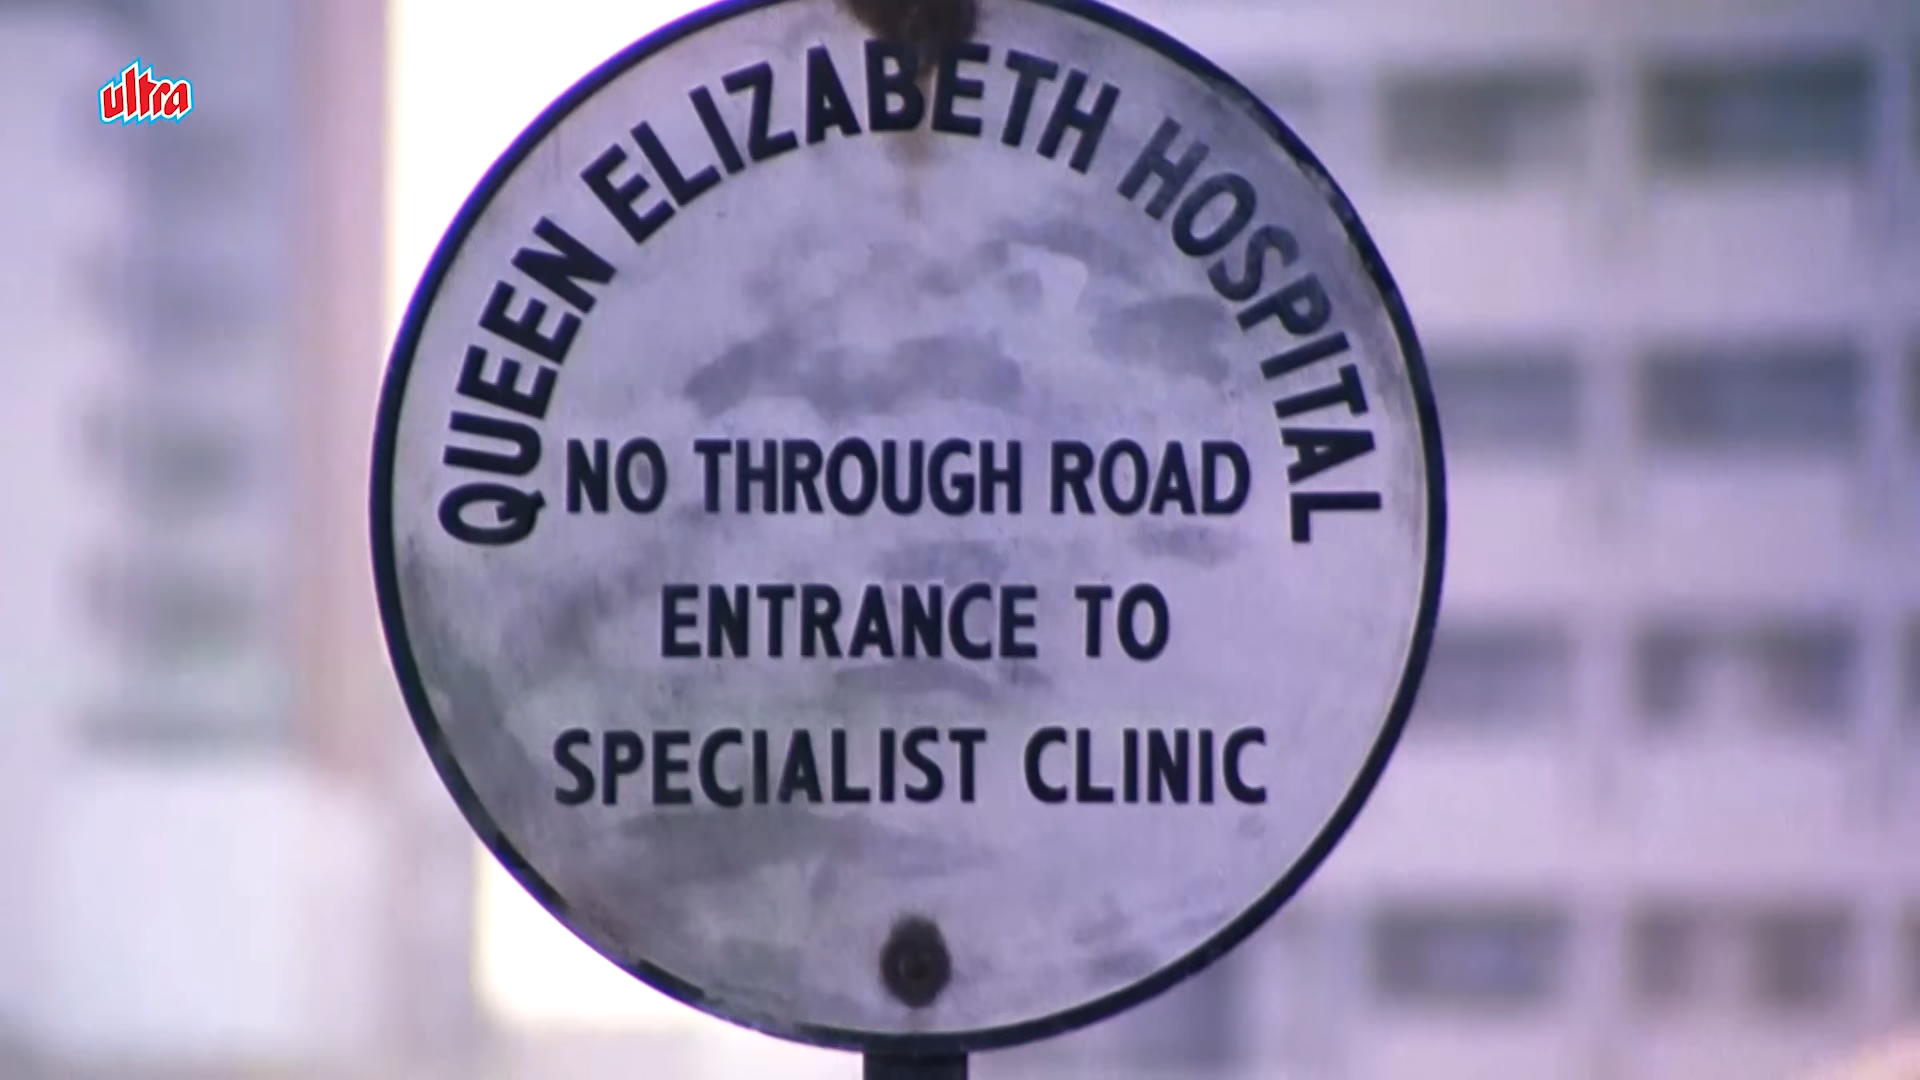 ultra
QUEEN ELIZABETH HOSPITAL
NO THROUGH ROAD
ENTRANCE TO
SPECIALIST CLINIC